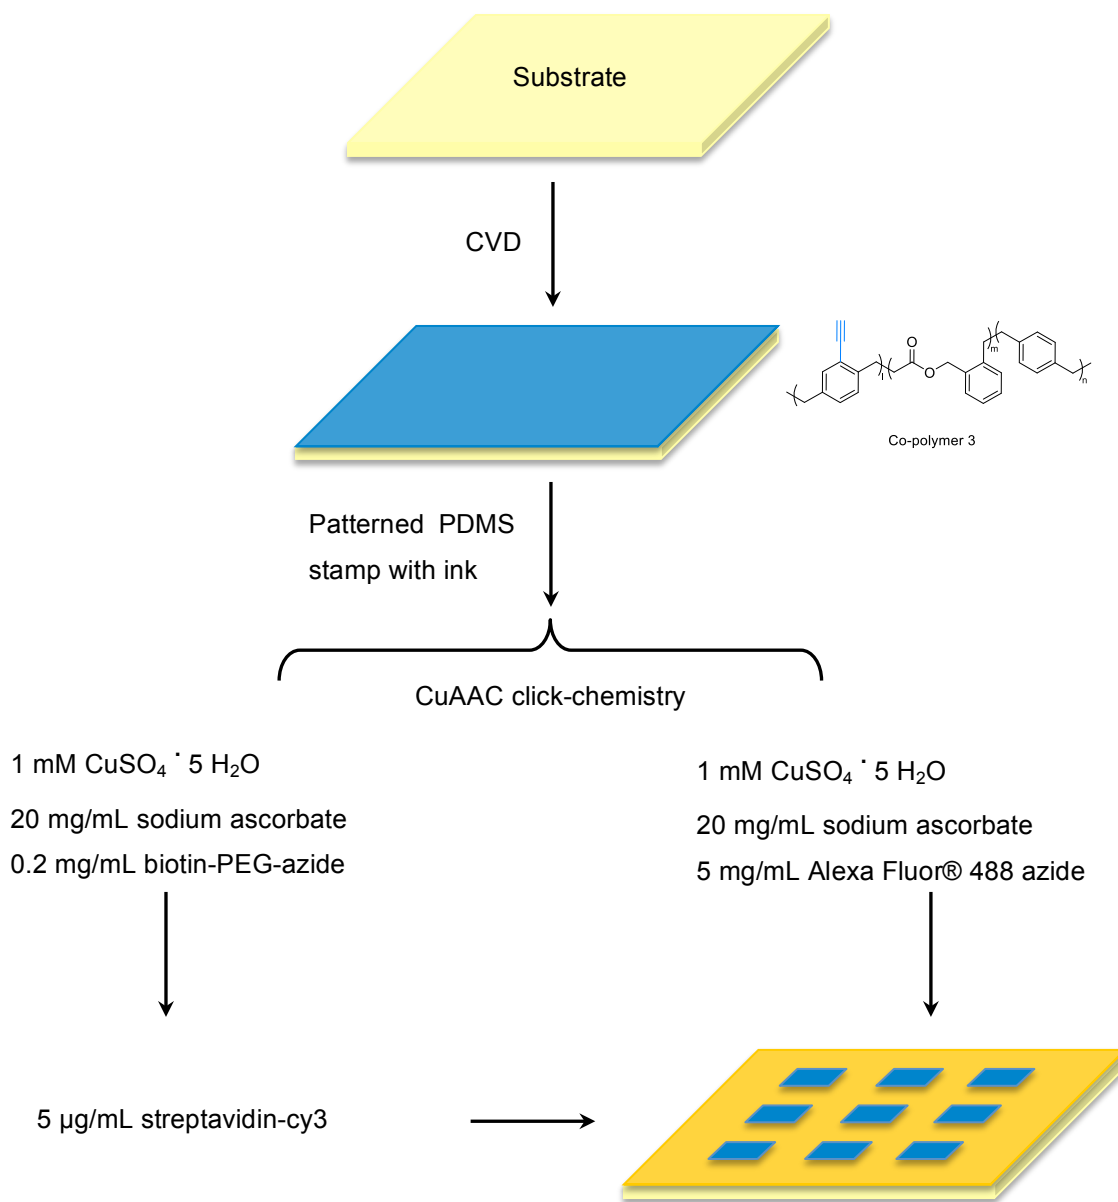 Substrate
CVD
O
O
l
m
n
Co-polymer 3
Patterned PDMS
stamp with ink
CuAAC click-chemistry
1 mM CuSO₄ · 5 H₂O
20 mg/mL sodium ascorbate
0.2 mg/mL biotin-PEG-azide
1 mM CuSO₄ · 5 H₂O
20 mg/mL sodium ascorbate
5 mg/mL Alexa Fluor® 488 azide
5 µg/mL streptavidin-cy3